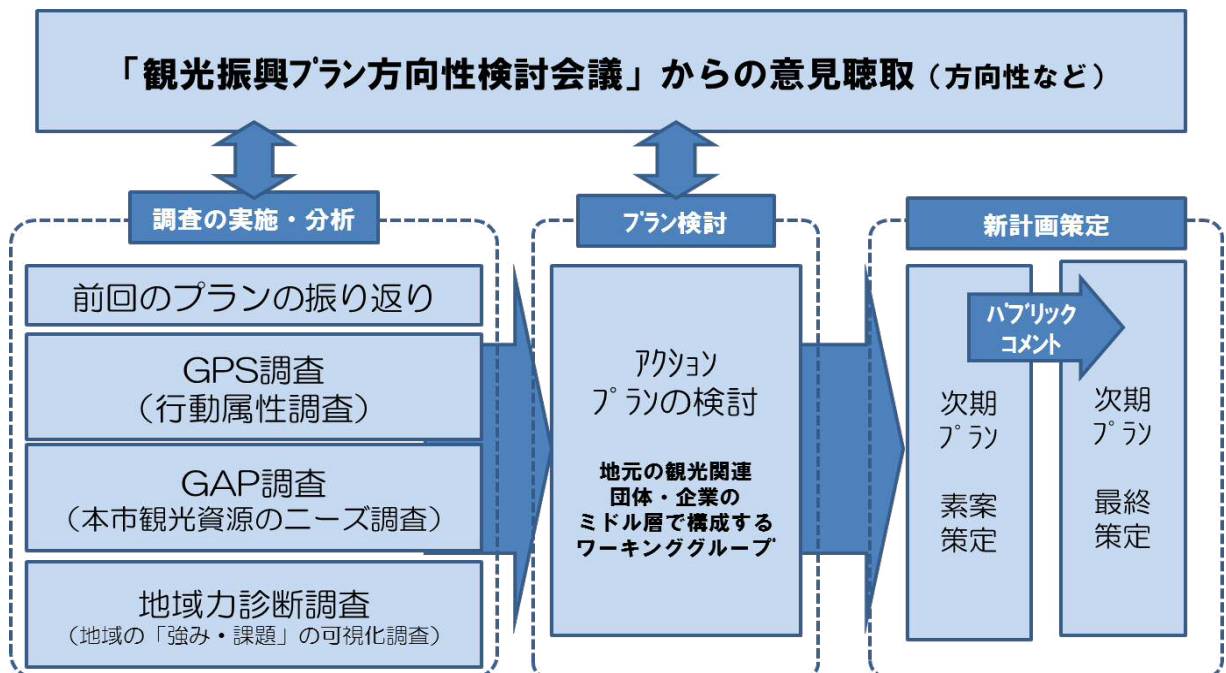 「観光振興プラン方向性検討会議」からの意見聴取（方向性など）
調査の実施・分析
前回のプランの振り返り
GPS調査
（行動属性調査）
GAP調査
（本市観光資源のニーズ調査）
地域力診断調査
（地域の「強み・課題」の可視化調査）
プラン検討
アクション
プランの検討
地元の観光関連
団体・企業の
ミドル層で構成する
ワーキンググループ
新計画策定
次期
プラン
素案
策定
パブリック
コメント
次期
プラン
最終
策定